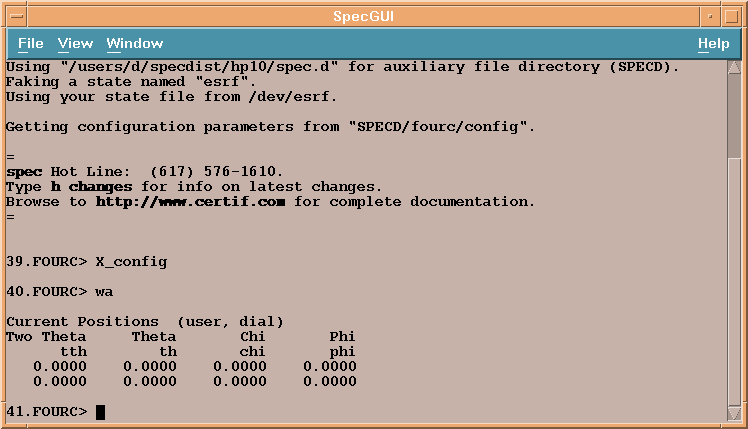 SpecGUI
File View Window Help
Using "/users/d/specdist/hp10/spec.d" for auxiliary file directory (SPECD).
Faking a state named "esrf".
Using your state file from /dev/esrf.
Getting configuration parameters from "SPECD/fourc/config".
=
spec Hot Line:  (617) 576-1610.
Type h changes for info on latest changes.
Browse to http://www.certif.com for complete documentation.
=
39.FOURC> X_config
40.FOURC> wa
Current Positions  (user, dial)
Two Theta     Theta       Chi       Phi
tth        th       chi       phi
0.0000    0.0000    0.0000    0.0000
0.0000    0.0000    0.0000    0.0000
41.FOURC>